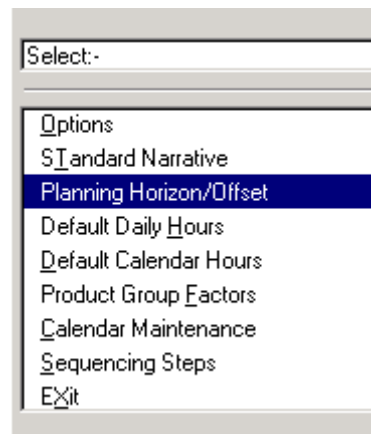 Select:-
Options
STandard Narrative
Planning Horizon/Offset
Default Daily Hours
Default Calendar Hours
Product Group Factors
Calendar Maintenance
Sequencing Steps
EXit